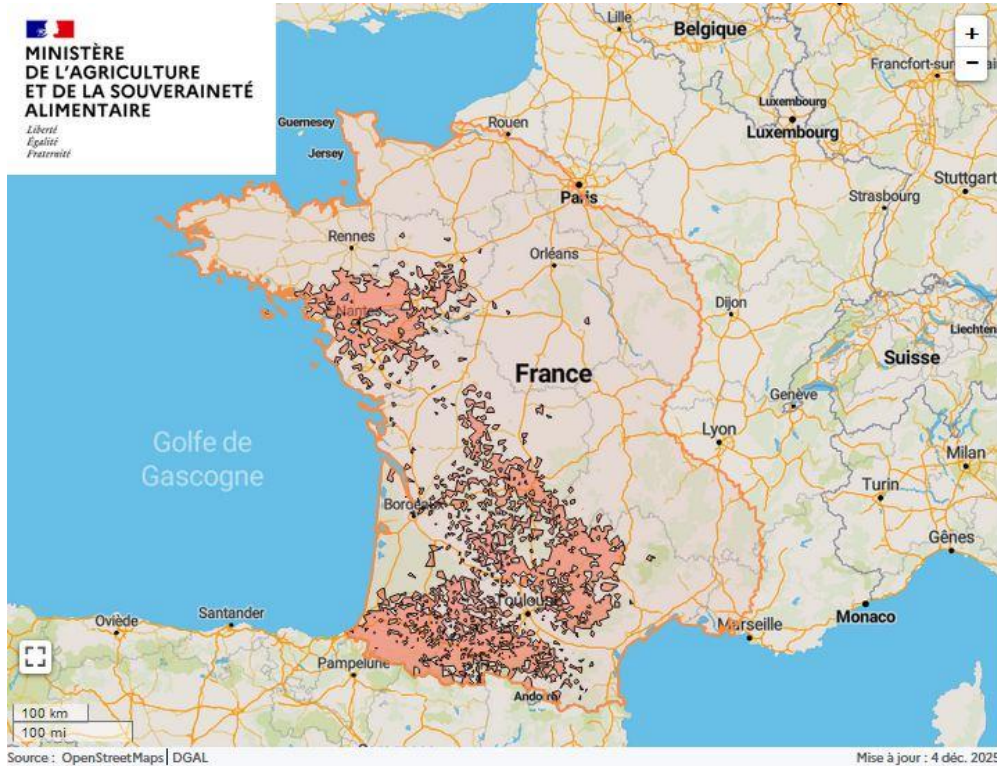 MINISTÈRE
DE L'AGRICULTURE
ET DE LA SOUVERAINETÉ
ALIMENTAIRE
Liberté
Égalité
Fraternité
+
−
Lille
Belgique
Francfort-sur
Luxembourg
Luxembourg
Guernesey
Jersey
Rouen
Paris
Stuttgart
Strasbourg
Rennes
Orléans
Nantes
Dijon
Liechten
France
Suisse
Genève
Golfe de
Gascogne
Lyon
Milan
Turin
Bordeaux
Gênes
Toulouse
Oviède
Santander
Marseille
Monaco
Pampelune
Andorre
100 km
100 mi
Source : OpenStreetMaps | DGAL
Mise à jour : 4 déc. 2025